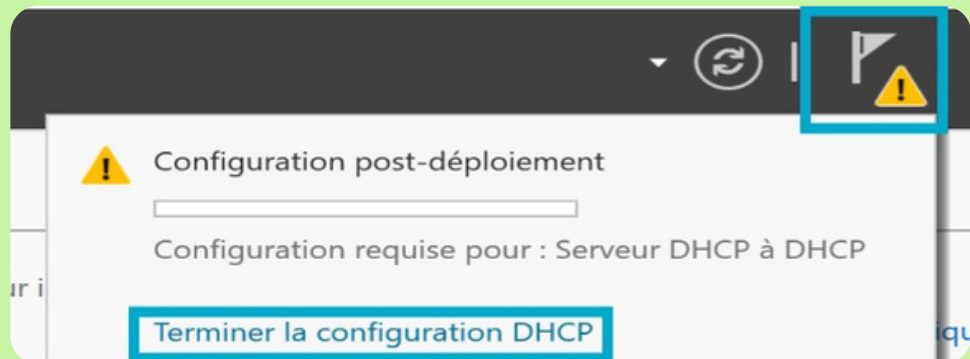 Configuration post-déploiement
Configuration requise pour : Serveur DHCP à DHCP
Terminer la configuration DHCP